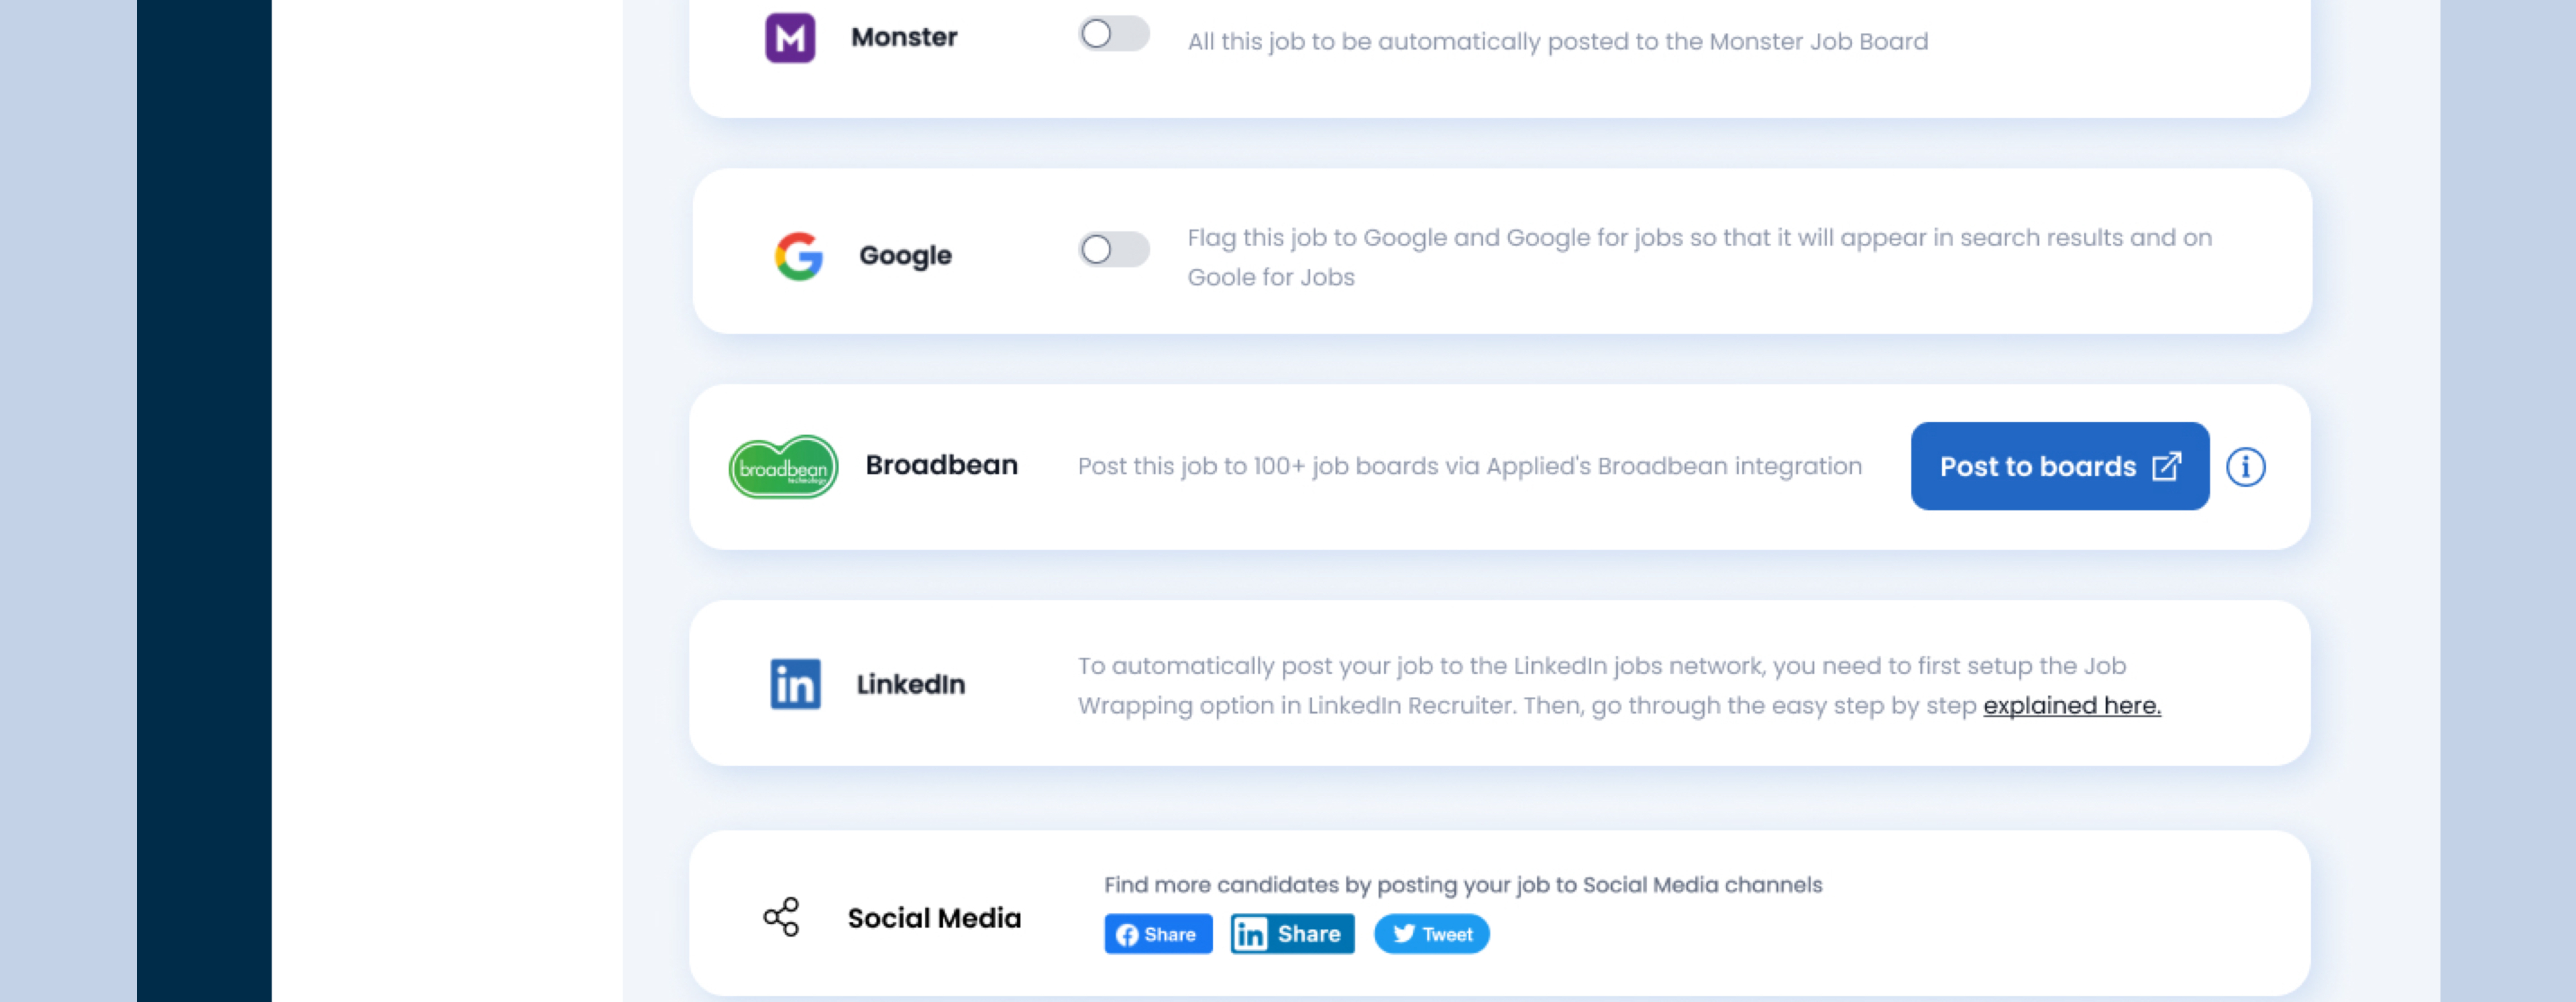 Monster
All this job to be automatically posted to the Monster Job Board
Google
Flag this job to Google and Google for jobs so that it will appear in search results and on
Goole for Jobs
broadbean
technology
Broadbean
Post this job to 100+ job boards via Applied's Broadbean integration
Post to boards
LinkedIn
To automatically post your job to the LinkedIn jobs network, you need to first setup the Job
Wrapping option in LinkedIn Recruiter. Then, go through the easy step by step explained here.
Social Media
Find more candidates by posting your job to Social Media channels
Share
in Share
Tweet